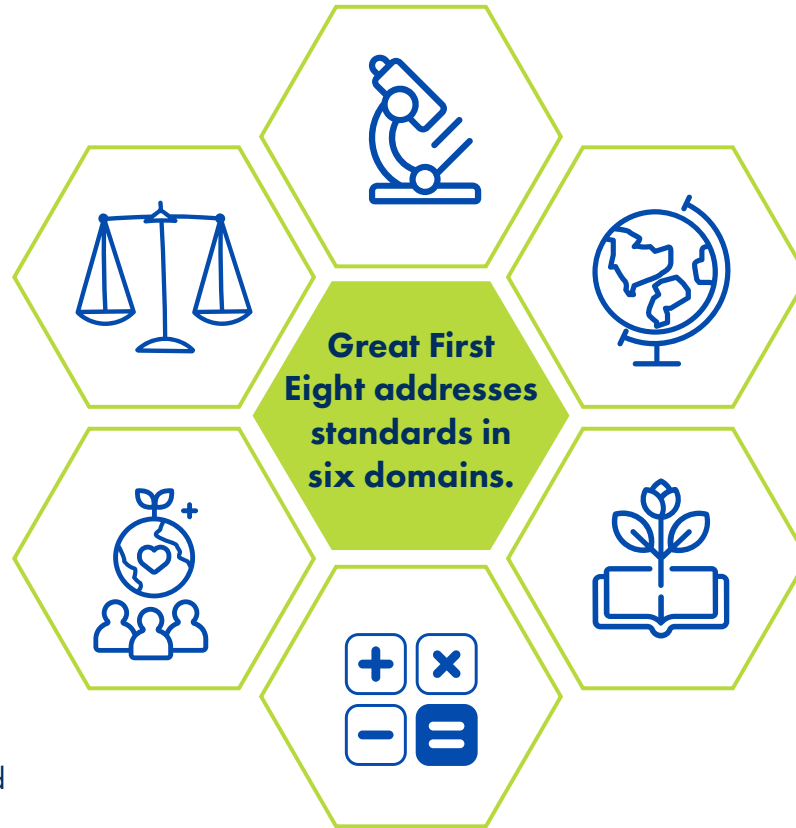 Great First
Eight addresses
standards in
six domains.